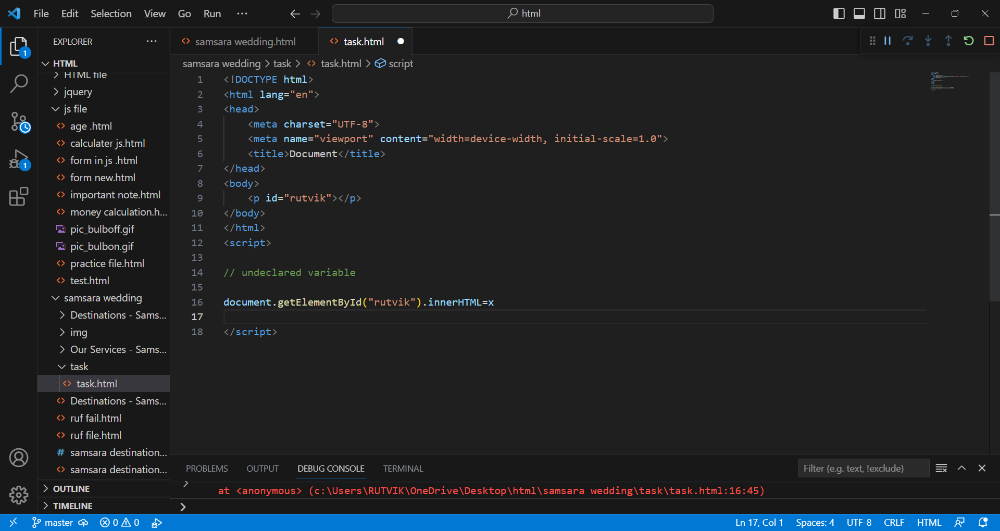 File Edit Selection View Go Run ··· html
EXPLORER ···
HTML
HTML file
jquery
js file
age .html
calculater js.html
form in js .html
form new.html
important note.html
money calculation.h...
pic_bulboff.gif
pic_bulbon.gif
practice file.html
test.html
samsara wedding
Destinations - Sams...
img
Our Services - Sams...
task
task.html
Destinations - Sams...
ruf fail.html
ruf file.html
samsara destination...
samsara destination...
OUTLINE
TIMELINE
1
1
samsara wedding.html task.html
samsara wedding > task > task.html > script
1 <!DOCTYPE html>
2 <html lang="en">
3 <head>
4 <meta charset="UTF-8">
5 <meta name="viewport" content="width=device-width, initial-scale=1.0">
6 <title>Document</title>
7 </head>
8 <body>
9 <p id="rutvik"></p>
10 </body>
11 </html>
12 <script>
13
14 // undeclared variable
15
16 document.getElementById("rutvik").innerHTML=x
17
18 </script>
PROBLEMS OUTPUT DEBUG CONSOLE TERMINAL Filter (e.g. text, !exclude)
at <anonymous> (c:\Users\RUTVIK\OneDrive\Desktop\html\samsara wedding\task\task.html:16:45)
master 0 0 Ln 17, Col 1 Spaces: 4 UTF-8 CRLF HTML